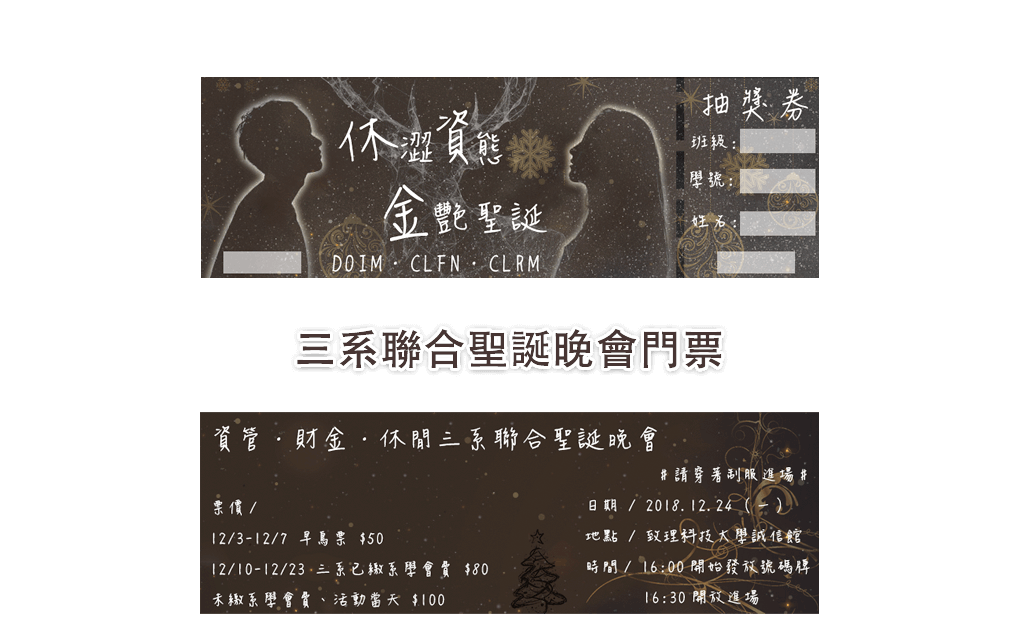 休澀資態
金艷聖誕
DOIM·CLFN·CLRM
抽獎券
班級:
學號:
姓名:
三系聯合聖誕晚會門票
資管·財金·休閒三系聯合聖誕晚會
#請穿著制服進場#
票價/
12/3-12/7 早鳥票 $50
12/10-12/23 三系已繳系學會費 $80
未繳系學會費、活動當天 $100
日期 / 2018.12.24 (一)
地點 / 致理科技大學誠信館
時間 / 16:00 開始發放號碼牌
16:30 開放進場